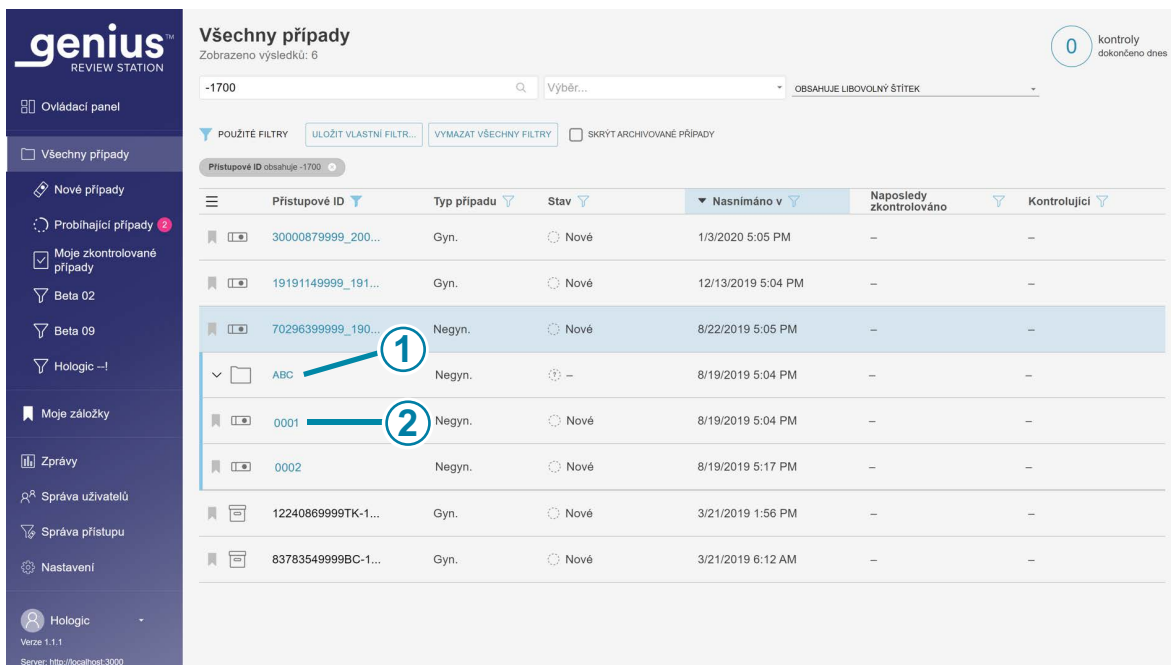 genius™
REVIEW STATION
Ovládací panel
Všechny případy
Nové případy
Probíhající případy 2
Moje zkontrolované
případy
Beta 02
Beta 09
Hologic --!
Moje záložky
Zprávy
Správa uživatelů
Správa přístupu
Nastavení
Hologic
Verze 1.1.1
Server: http://localhost:3000
Všechny případy
Zobrazeno výsledků: 6
0 kontroly
dokončeno dnes
-1700 Výběr... OBSAHUJE LIBOVOLNÝ ŠTÍTEK
POUŽITÉ FILTRY ULOŽIT VLASTNÍ FILTR... VYMAZAT VŠECHNY FILTRY SKRÝT ARCHIVOVANÉ PŘÍPADY
Přístupové ID obsahuje -1700
Přístupové ID Typ případu Stav Nasnímáno v Naposledy zkontrolováno Kontrolující
30000879999_200... Gyn. Nové 1/3/2020 5:05 PM – –
19191149999_191... Gyn. Nové 12/13/2019 5:04 PM – –
70296399999_190... Negyn. Nové 8/22/2019 5:05 PM – –
1
ABC Negyn. – 8/19/2019 5:04 PM – –
0001 2 Negyn. Nové 8/19/2019 5:04 PM – –
0002 Negyn. Nové 8/19/2019 5:17 PM – –
12240869999TK-1... Gyn. Nové 3/21/2019 1:56 PM – –
83783549999BC-1... Gyn. Nové 3/21/2019 6:12 AM – –